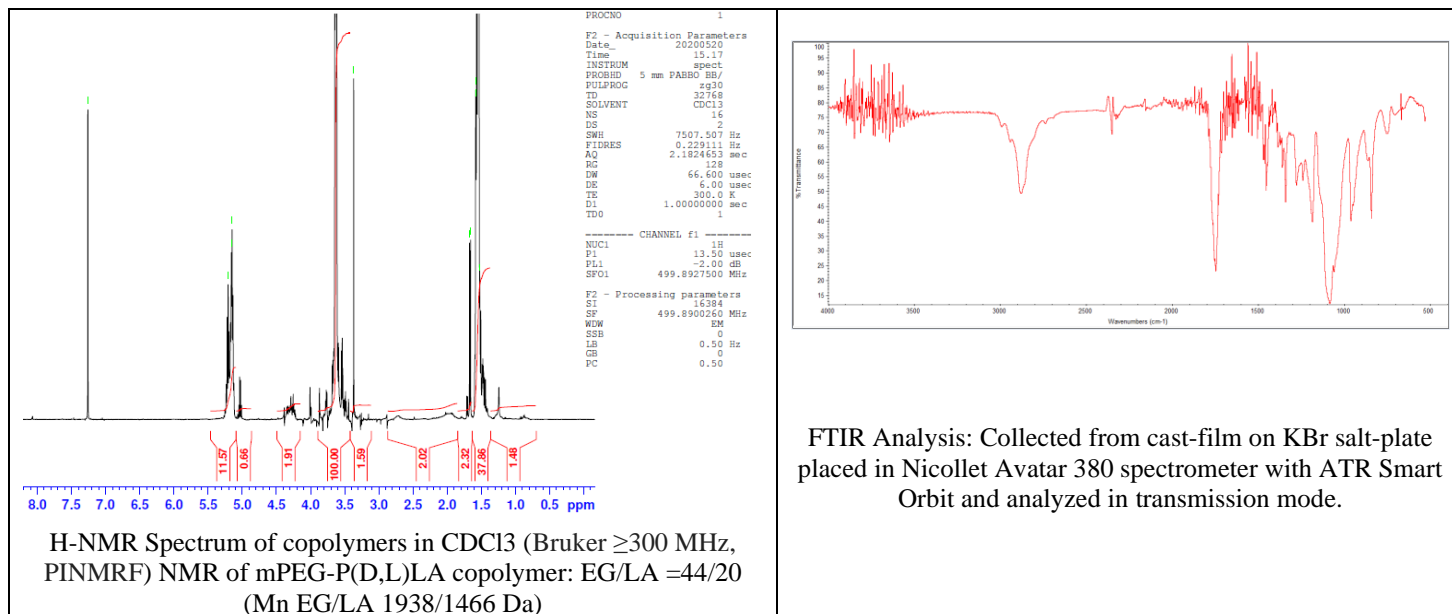 PROCNO 1
F2 - Acquisition Parameters
Date_ 20200520
Time 15.17
INSTRUM spect
PROBHD 5 mm PABBO BB/
PULPROG zg30
TD 32768
SOLVENT CDCl3
NS 16
DS 2
SWH 7507.507 Hz
FIDRES 0.229111 Hz
AQ 2.1824653 sec
RG 128
DW 66.600 usec
DE 6.00 usec
TE 300.0 K
D1 1.00000000 sec
TD0 1
======== CHANNEL f1 ========
NUC1 1H
P1 13.50 usec
PL1 -2.00 dB
SFO1 499.8927500 MHz
F2 - Processing parameters
SI 16384
SF 499.8900260 MHz
WDW EM
SSB 0
LB 0.50 Hz
GB 0
PC 0.50
11.57 0.66 1.91 100.00 1.59 2.02 2.32 37.86 1.48
8.0 7.5 7.0 6.5 6.0 5.5 5.0 4.5 4.0 3.5 3.0 2.5 2.0 1.5 1.0 0.5 ppm
H-NMR Spectrum of copolymers in CDCl3 (Bruker ≥300 MHz,
PINMRF) NMR of mPEG-P(D,L)LA copolymer: EG/LA =44/20
(Mn EG/LA 1938/1466 Da)
100
95
90
85
80
75
70
65
60
55
50
45
40
35
30
25
20
15
%Transmittance
4000 3500 3000 2500 2000 1500 1000 500
Wavenumbers (cm-1)
FTIR Analysis: Collected from cast-film on KBr salt-plate
placed in Nicollet Avatar 380 spectrometer with ATR Smart
Orbit and analyzed in transmission mode.